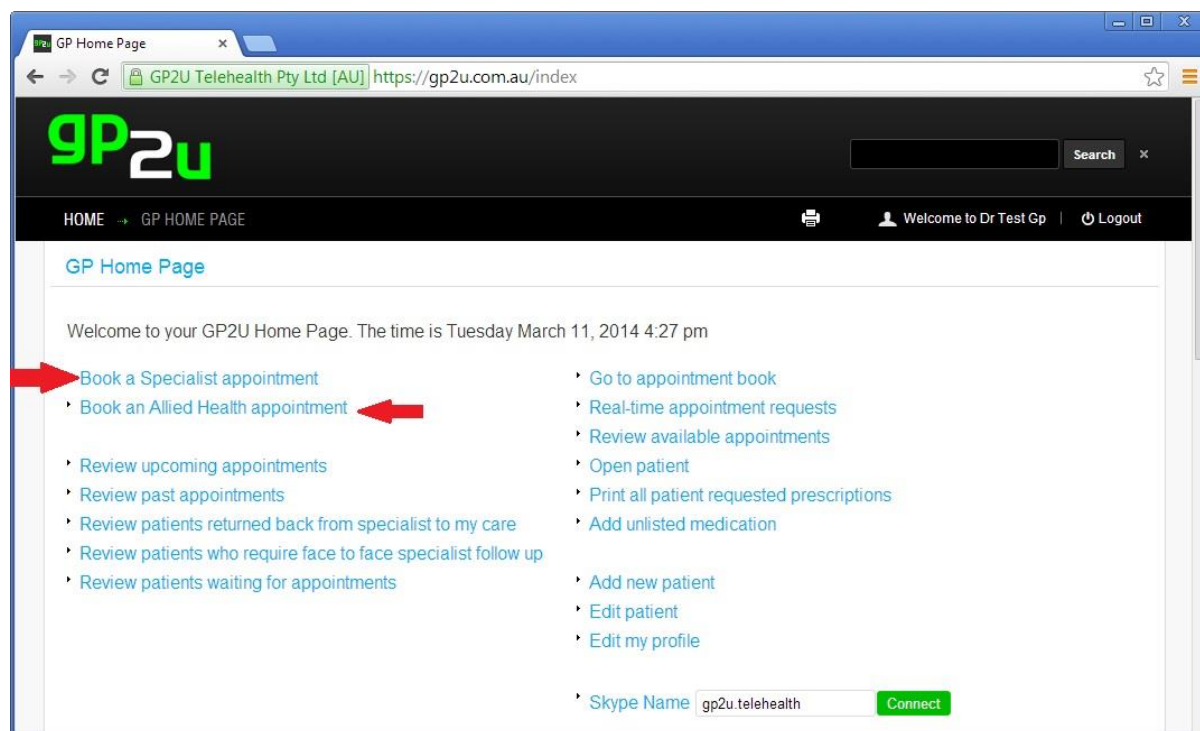 GP Home Page
GP2U Telehealth Pty Ltd [AU] https://gp2u.com.au/index
gp2u
Search
HOME GP HOME PAGE
Welcome to Dr Test Gp | Logout
GP Home Page
Welcome to your GP2U Home Page. The time is Tuesday March 11, 2014 4:27 pm
Book a Specialist appointment
Book an Allied Health appointment
Review upcoming appointments
Review past appointments
Review patients returned back from specialist to my care
Review patients who require face to face specialist follow up
Review patients waiting for appointments
Go to appointment book
Real-time appointment requests
Review available appointments
Open patient
Print all patient requested prescriptions
Add unlisted medication
Add new patient
Edit patient
Edit my profile
Skype Name gp2u.telehealth Connect